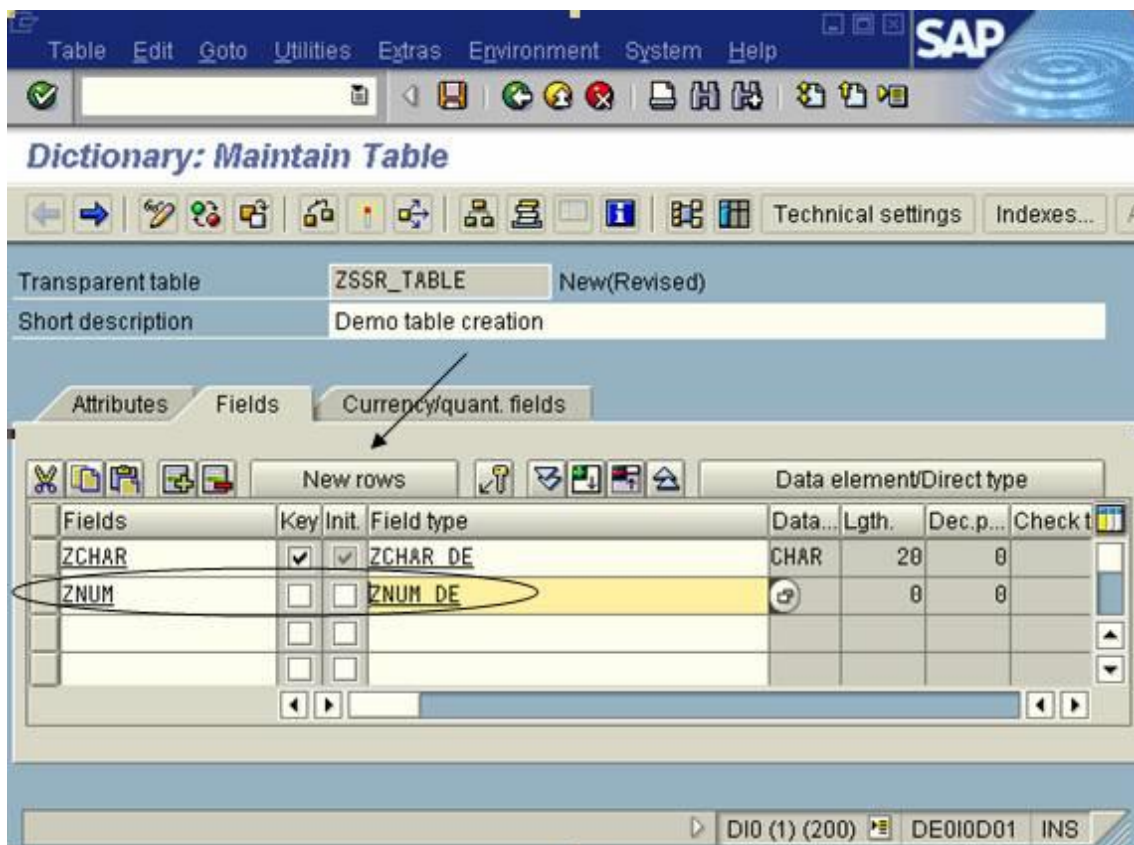 Table Edit Goto Utilities Extras Environment System Help
SAP
Dictionary: Maintain Table
Technical settings Indexes...
Transparent table ZSSR_TABLE New(Revised)
Short description Demo table creation
Attributes Fields Currency/quant. fields
New rows Data element/Direct type
Fields Key Init. Field type Data... Lgth. Dec.p... Check t
ZCHAR ZCHAR_DE CHAR 20 0
ZNUM ZNUM_DE 0 0
DI0 (1) (200) DE0I0D01 INS